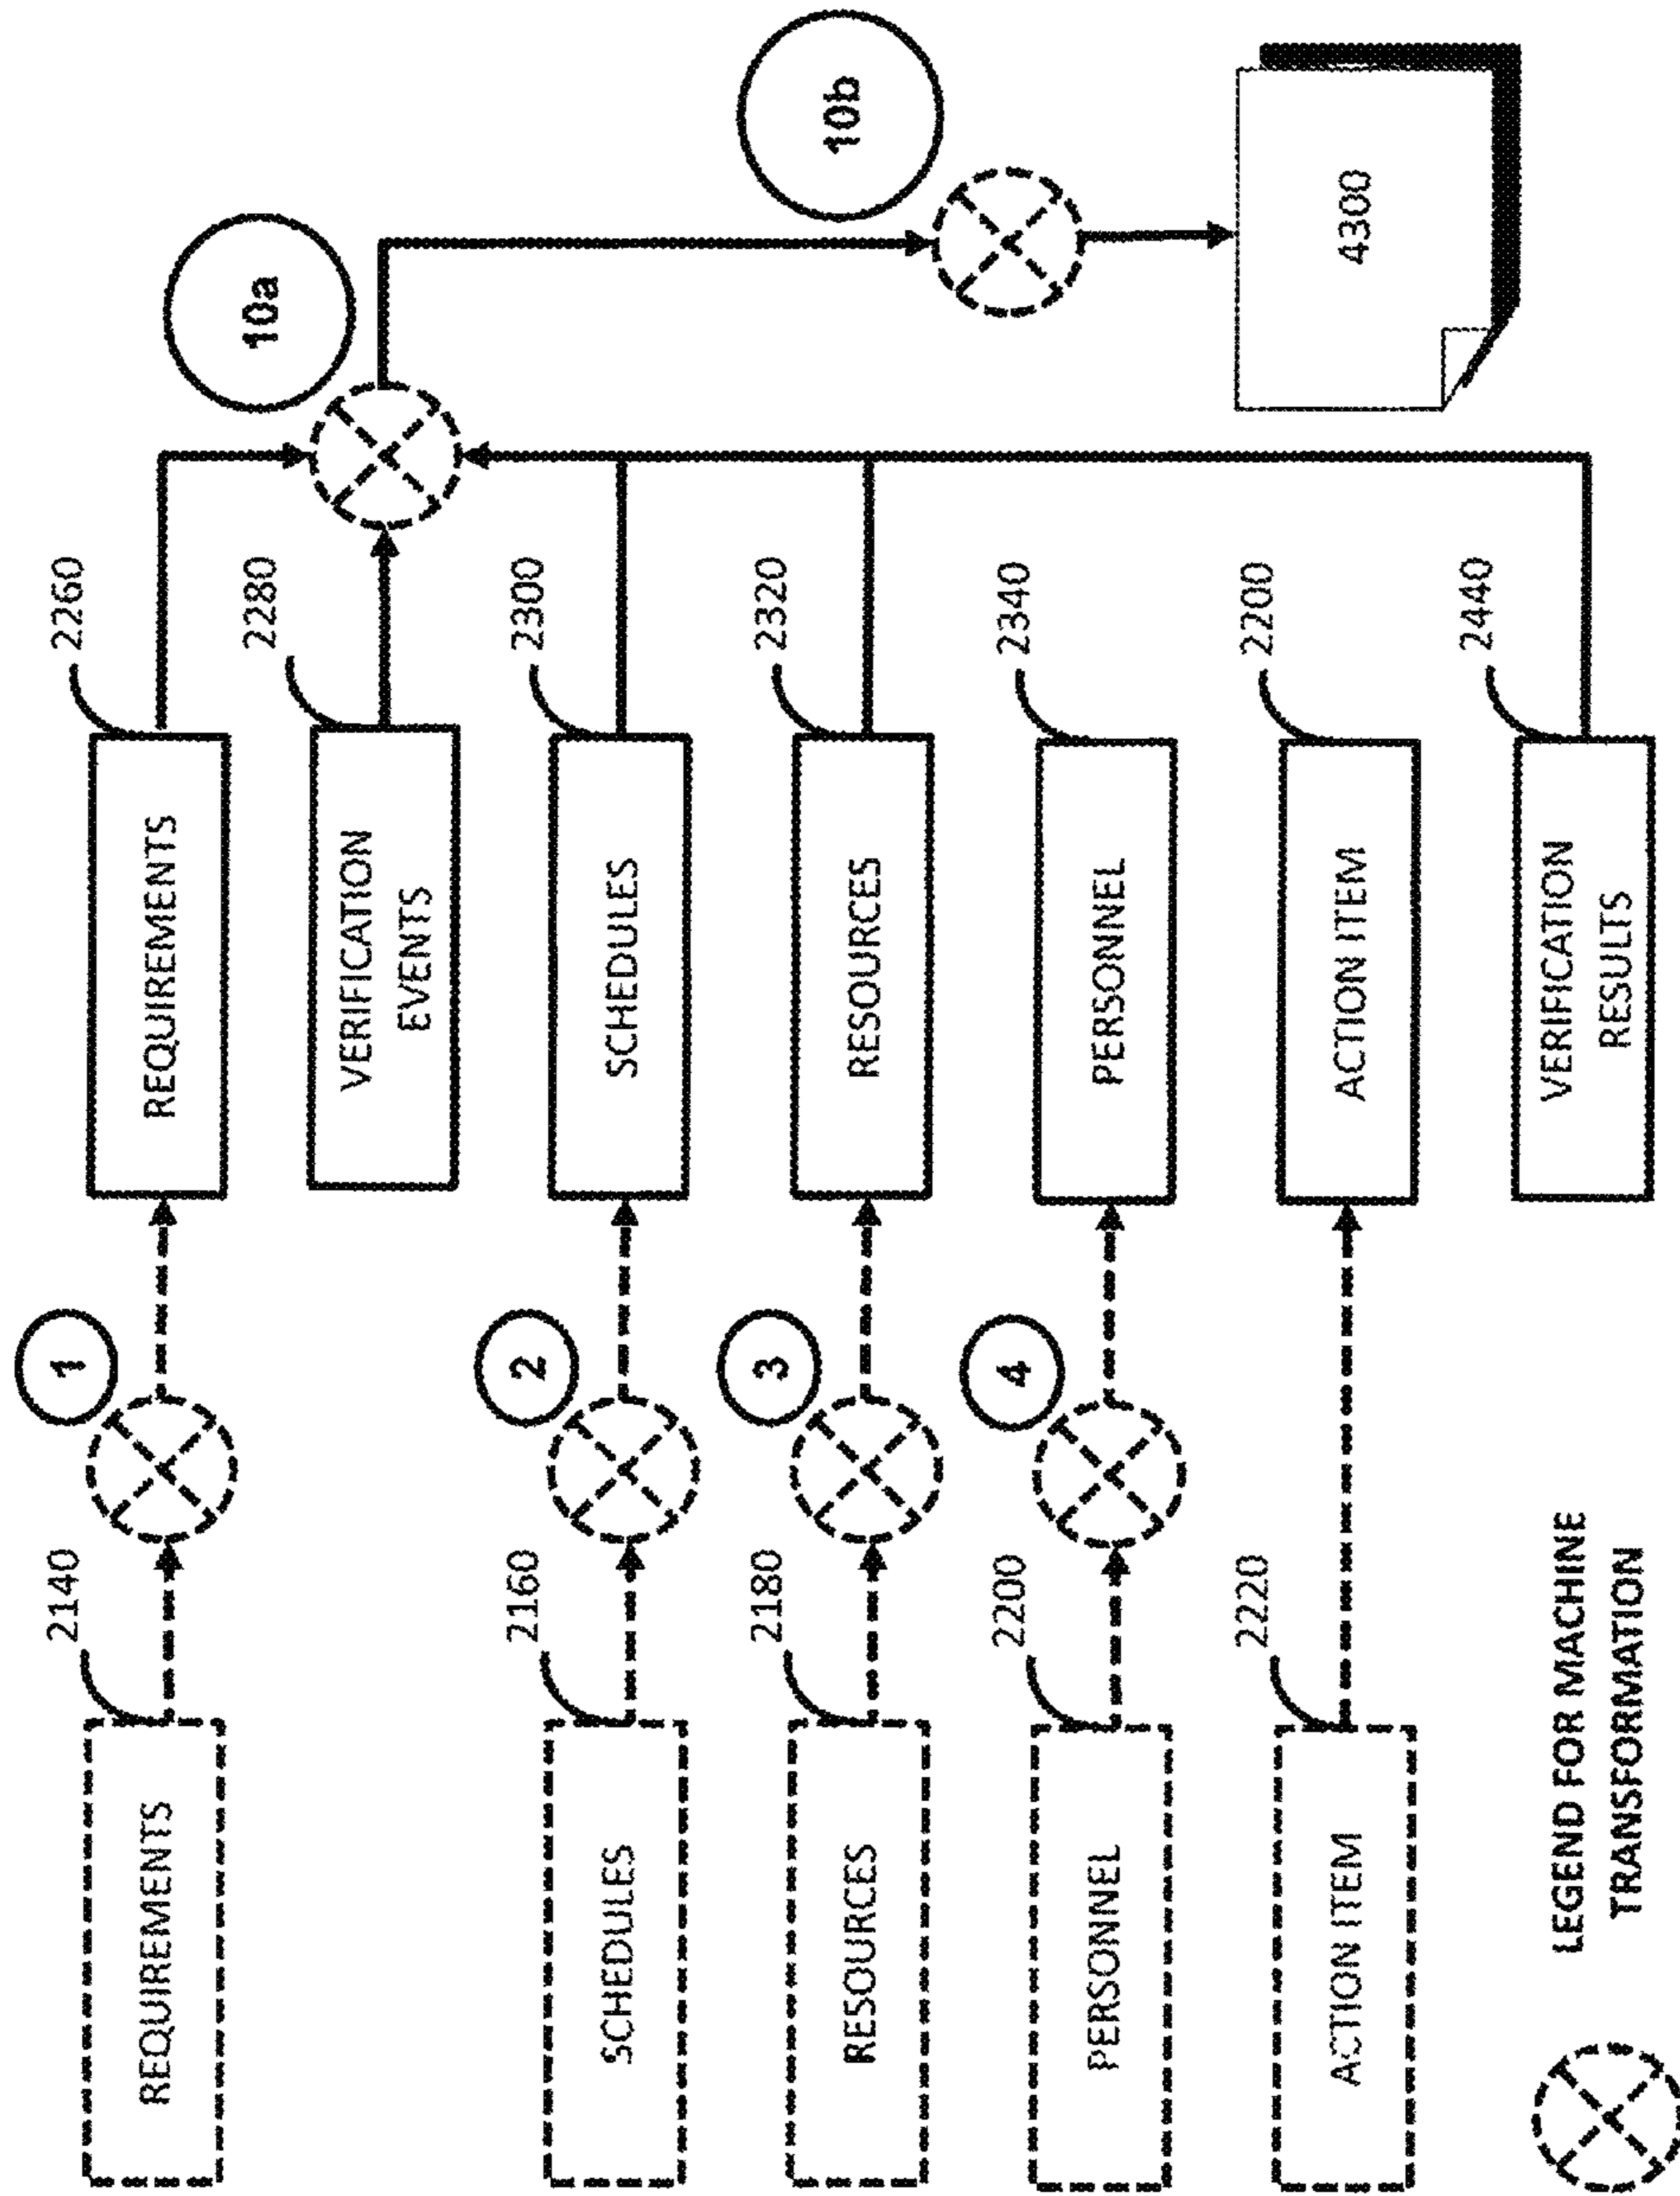 REQUIREMENTS
2140
1
REQUIREMENTS
2260
10a
VERIFICATION
EVENTS
2280
SCHEDULES
2160
2
SCHEDULES
2300
RESOURCES
2180
3
RESOURCES
2320
10b
PERSONNEL
2200
4
PERSONNEL
2340
ACTION ITEM
2220
ACTION ITEM
2200
4300
VERIFICATION
RESULTS
2440
LEGEND FOR MACHINE
TRANSFORMATION